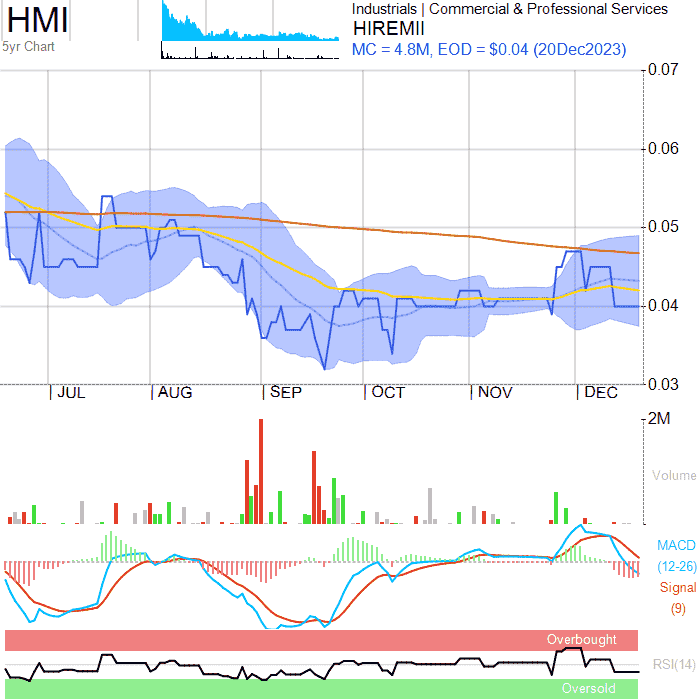 HMI
5yr Chart
Industrials | Commercial & Professional Services
HIREMII
MC = 4.8M, EOD = $0.04 (20Dec2023)
0.07
0.06
0.05
0.04
0.03
JUL
AUG
SEP
OCT
NOV
DEC
2M
Volume
MACD
(12-26)
Signal
(9)
Overbought
RSI(14)
Oversold